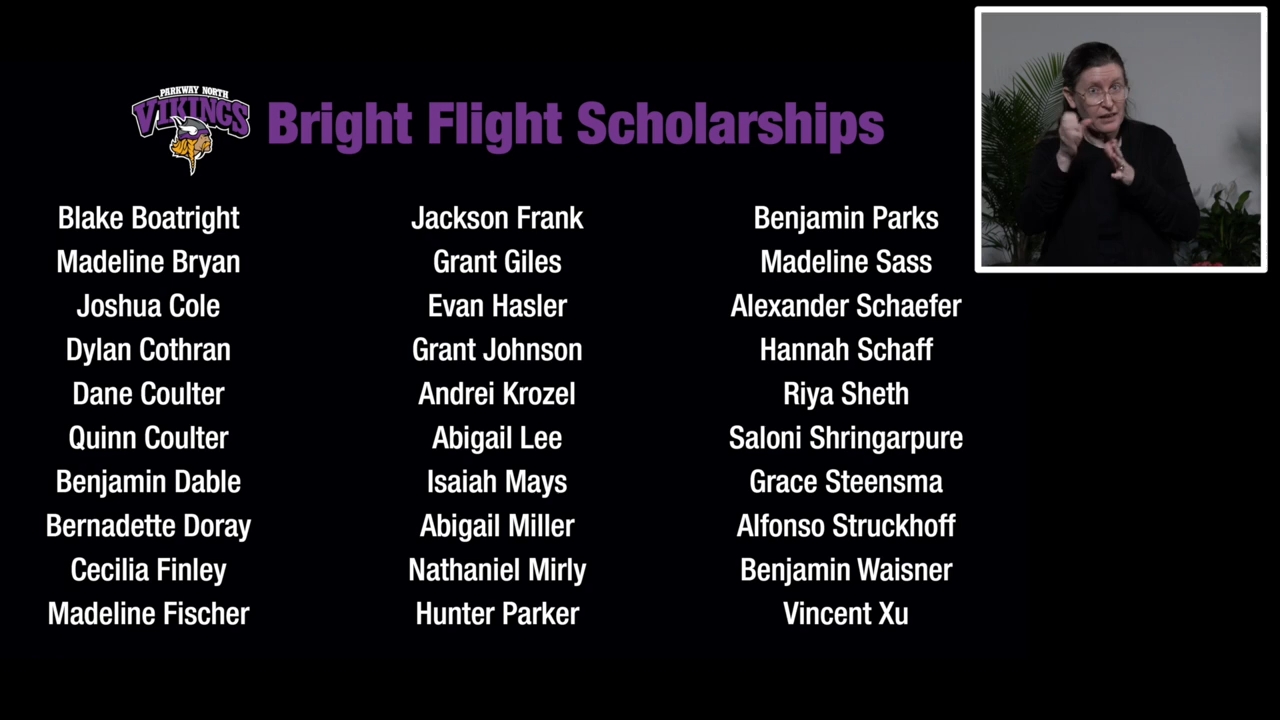 PARKWAY NORTH
VIKINGS
Bright Flight Scholarships
Blake Boatright
Madeline Bryan
Joshua Cole
Dylan Cothran
Dane Coulter
Quinn Coulter
Benjamin Dable
Bernadette Doray
Cecilia Finley
Madeline Fischer
Jackson Frank
Grant Giles
Evan Hasler
Grant Johnson
Andrei Krozel
Abigail Lee
Isaiah Mays
Abigail Miller
Nathaniel Mirly
Hunter Parker
Benjamin Parks
Madeline Sass
Alexander Schaefer
Hannah Schaff
Riya Sheth
Saloni Shringarpure
Grace Steensma
Alfonso Struckhoff
Benjamin Waisner
Vincent Xu